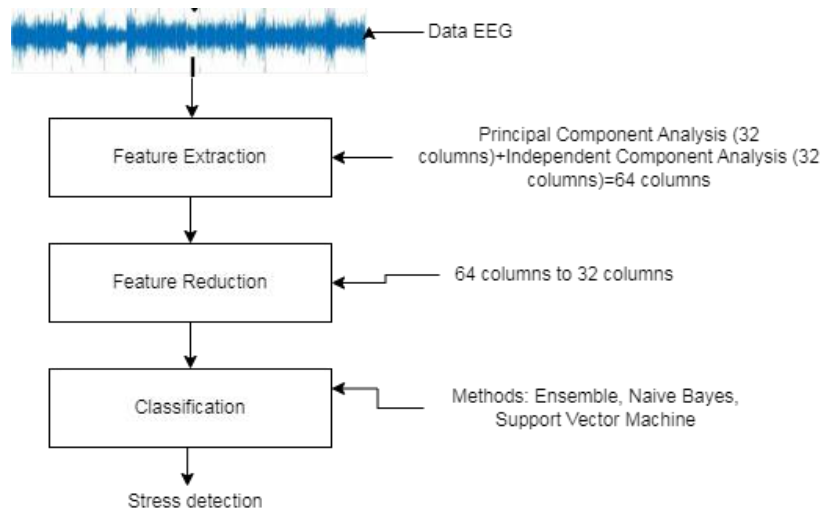 Data EEG
Feature Extraction
Principal Component Analysis (32
columns)+Independent Component Analysis (32
columns)=64 columns
Feature Reduction
64 columns to 32 columns
Classification
Methods: Ensemble, Naive Bayes,
Support Vector Machine
Stress detection